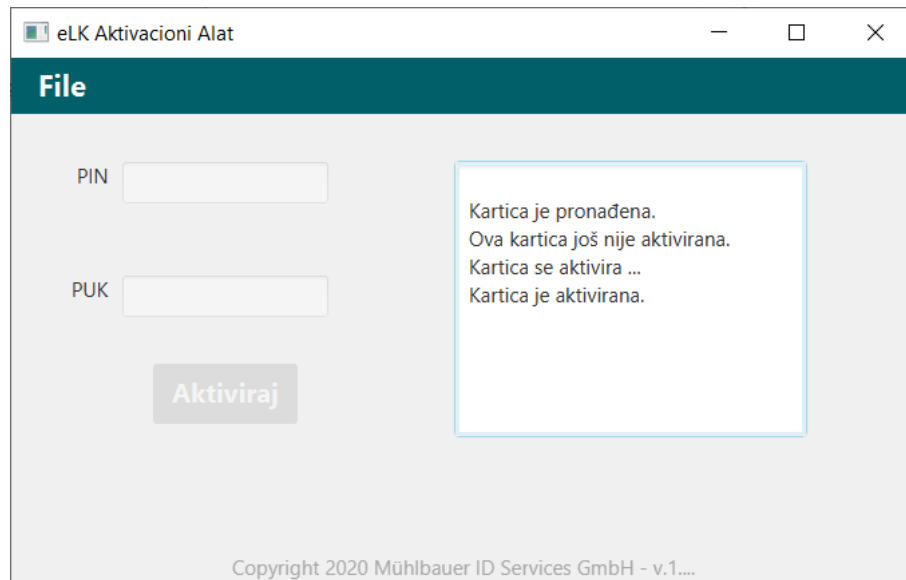 eLK Aktivacioni Alat
File
PIN
PUK
Aktiviraj
Kartica je pronađena.
Ova kartica još nije aktivirana.
Kartica se aktivira ...
Kartica je aktivirana.
Copyright 2020 Mühlbauer ID Services GmbH - v.1....